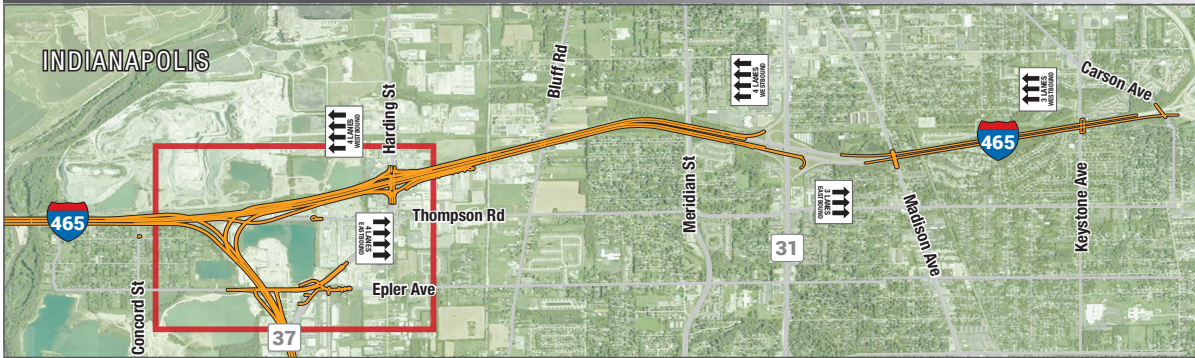 INDIANAPOLIS
4 LANES
WESTBOUND
Harding St
Bluff Rd
4 LANES
WESTBOUND
3 LANES
WESTBOUND
Carson Ave
465
465
Thompson Rd
4 LANES
EASTBOUND
Meridian St
3 LANES
EASTBOUND
31
Madison Ave
Keystone Ave
Concord St
Epler Ave
37